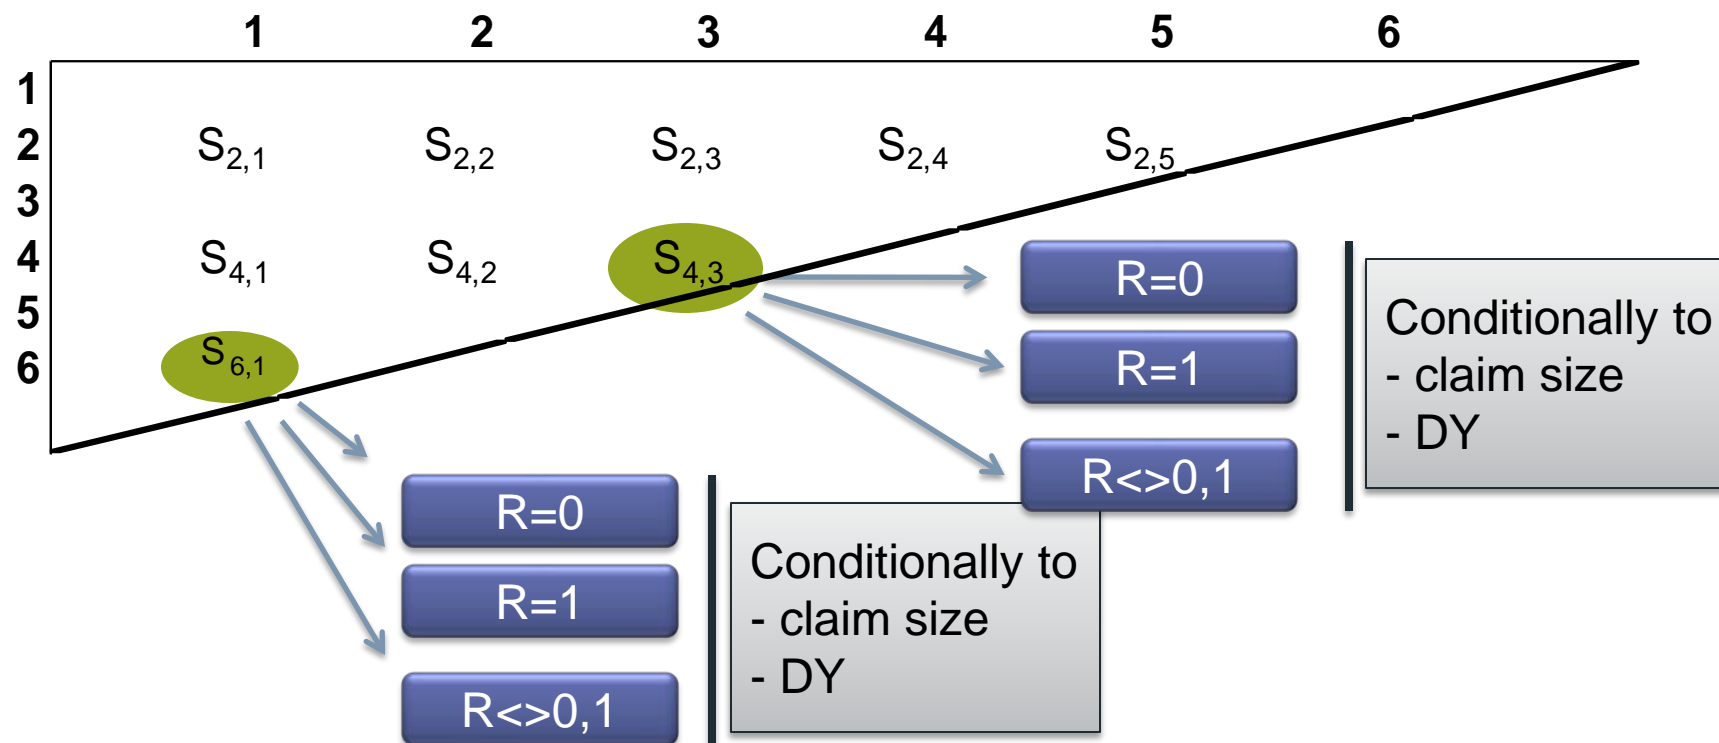 1 2 3 4 5 6
1
2 S2,1 S2,2 S2,3 S2,4 S2,5
3
4 S4,1 S4,2 S4,3
5
6 S6,1
R=0
R=1
R<>0,1
Conditionally to
- claim size
- DY
R=0
R=1
R<>0,1
Conditionally to
- claim size
- DY